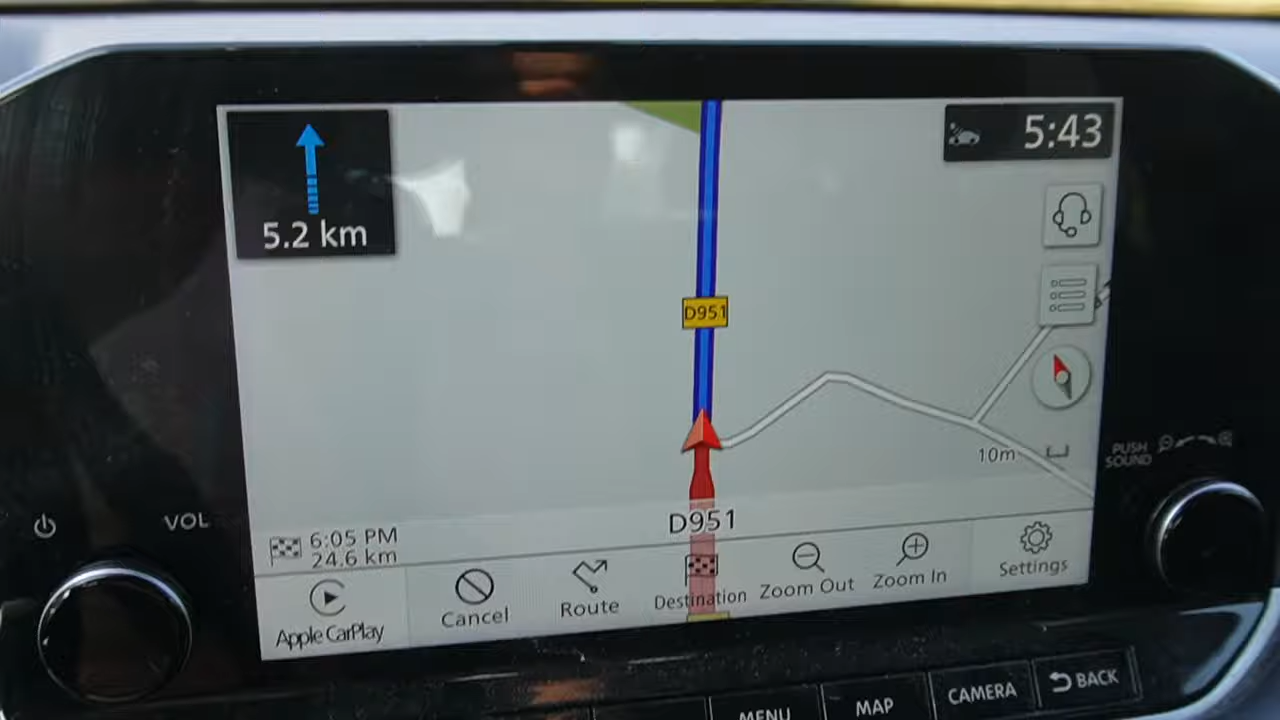 5.2 km
5:43
D951
10m
PUSH
SOUND
D951
VOL
6:05 PM
24.6 km
Apple CarPlay
Cancel
Route
Destination
Zoom Out
Zoom In
Settings
MENU
MAP
CAMERA
BACK